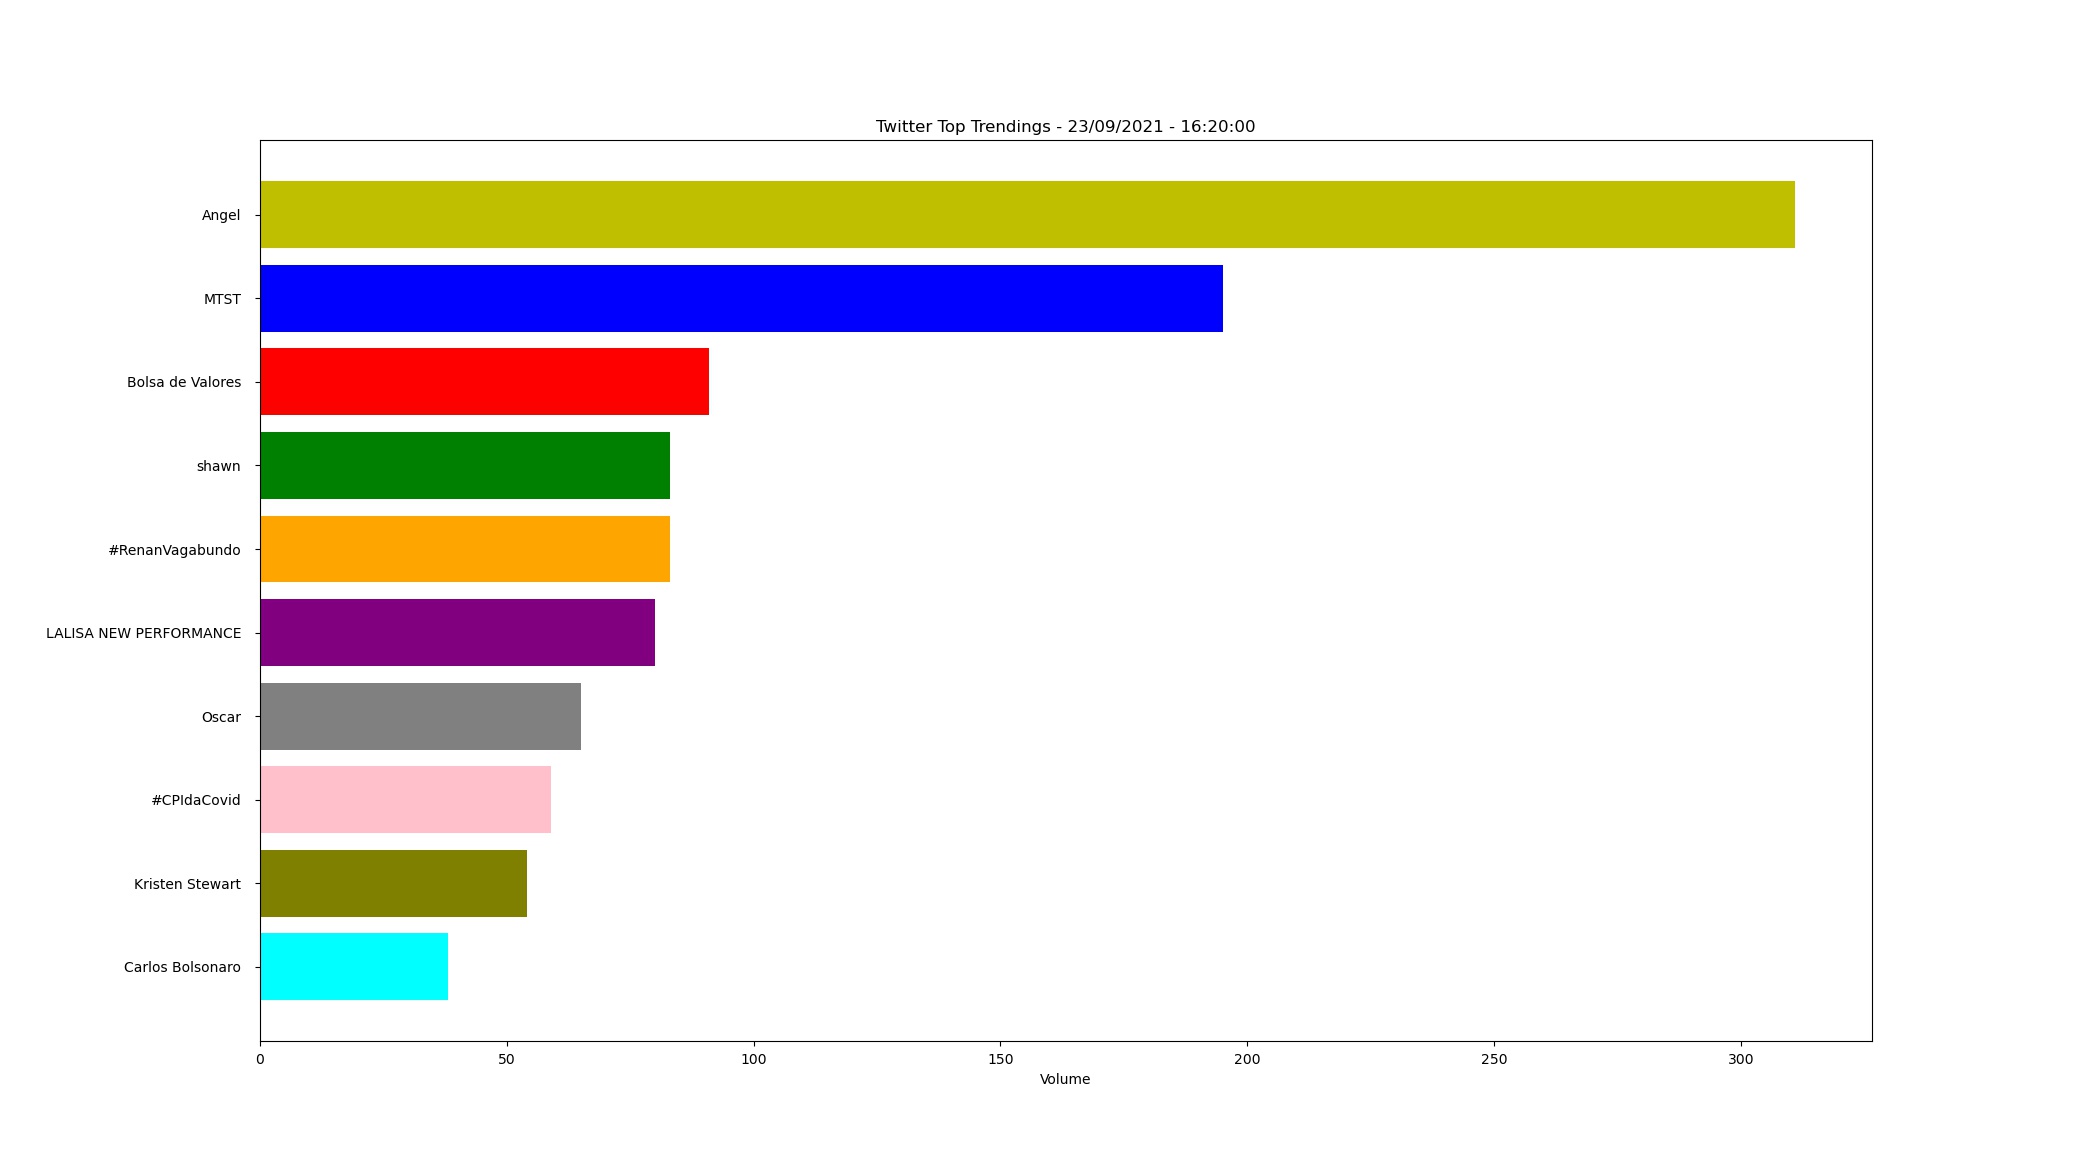 Twitter Top Trendings - 23/09/2021 - 16:20:00
Angel
MTST
Bolsa de Valores
shawn
#RenanVagabundo
LALISA NEW PERFORMANCE
Oscar
#CPIdaCovid
Kristen Stewart
Carlos Bolsonaro
0 50 100 150 200 250 300
Volume